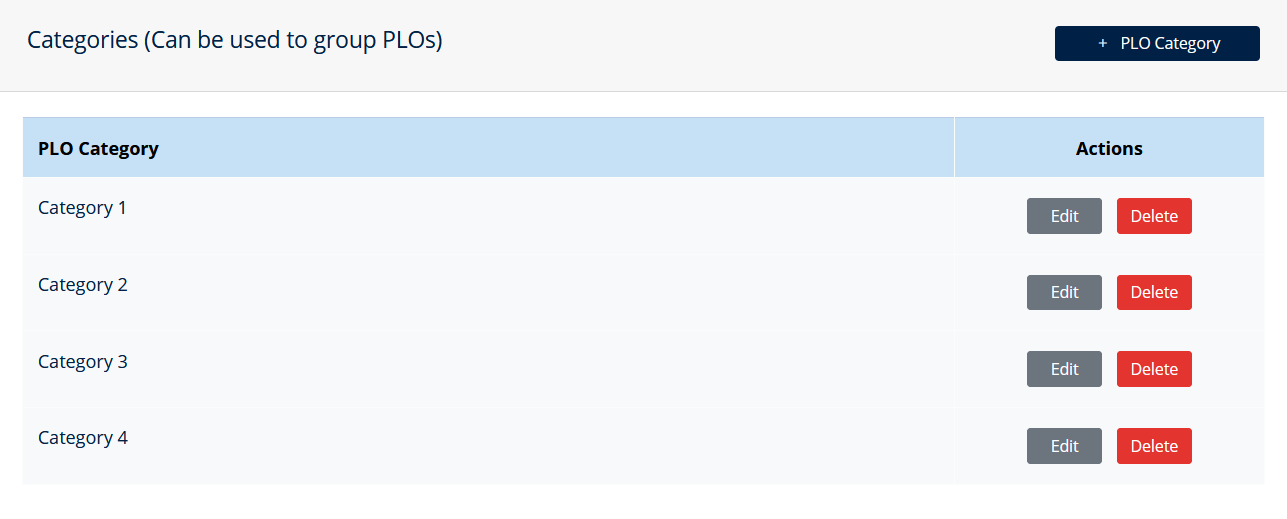 Categories (Can be used to group PLOs)
+ PLO Category
PLO Category Actions
Category 1 Edit Delete
Category 2 Edit Delete
Category 3 Edit Delete
Category 4 Edit Delete